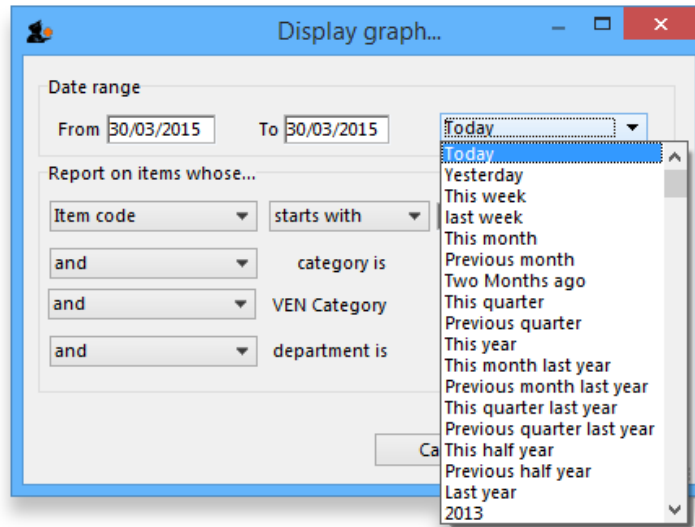 Display graph...
Date range
From 30/03/2015 To 30/03/2015 Today
Report on items whose...
Item code starts with
and category is
and VEN Category
and department is
Ca
Today
Yesterday
This week
last week
This month
Previous month
Two Months ago
This quarter
Previous quarter
This year
This month last year
Previous month last year
This quarter last year
Previous quarter last year
This half year
Previous half year
Last year
2013